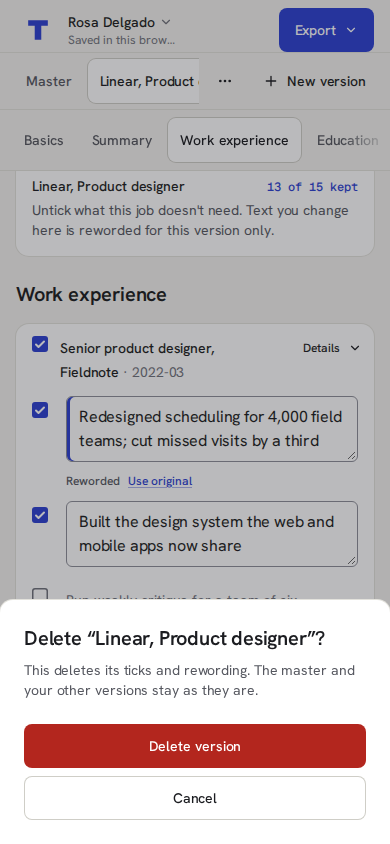 T
Rosa Delgado
Saved in this brow...
Export
Master
Linear, Product
...
+ New version
Basics
Summary
Work experience
Education
Linear, Product designer
13 of 15 kept
Untick what this job doesn't need. Text you change
here is reworded for this version only.
Work experience
Senior product designer,
Fieldnote · 2022-03
Details
Redesigned scheduling for 4,000 field
teams; cut missed visits by a third
Reworded Use original
Built the design system the web and
mobile apps now share
Delete “Linear, Product designer”?
This deletes its ticks and rewording. The master and
your other versions stay as they are.
Delete version
Cancel